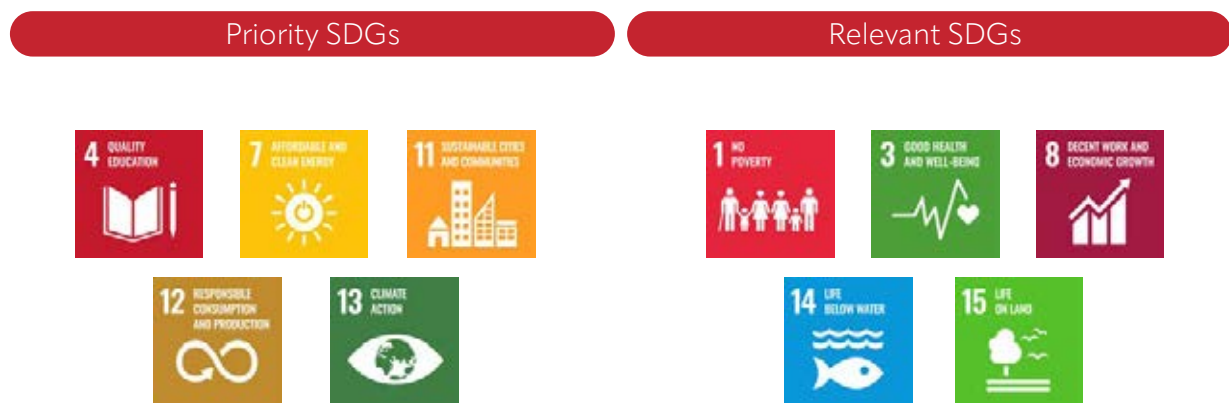 Priority SDGs
Relevant SDGs
4 QUALITY
EDUCATION
7 AFFORDABLE AND
CLEAN ENERGY
11 SUSTAINABLE CITIES
AND COMMUNITIES
1 NO
POVERTY
3 GOOD HEALTH
AND WELL-BEING
8 DECENT WORK AND
ECONOMIC GROWTH
12 RESPONSIBLE
CONSUMPTION
AND PRODUCTION
13 CLIMATE
ACTION
14 LIFE
BELOW WATER
15 LIFE
ON LAND